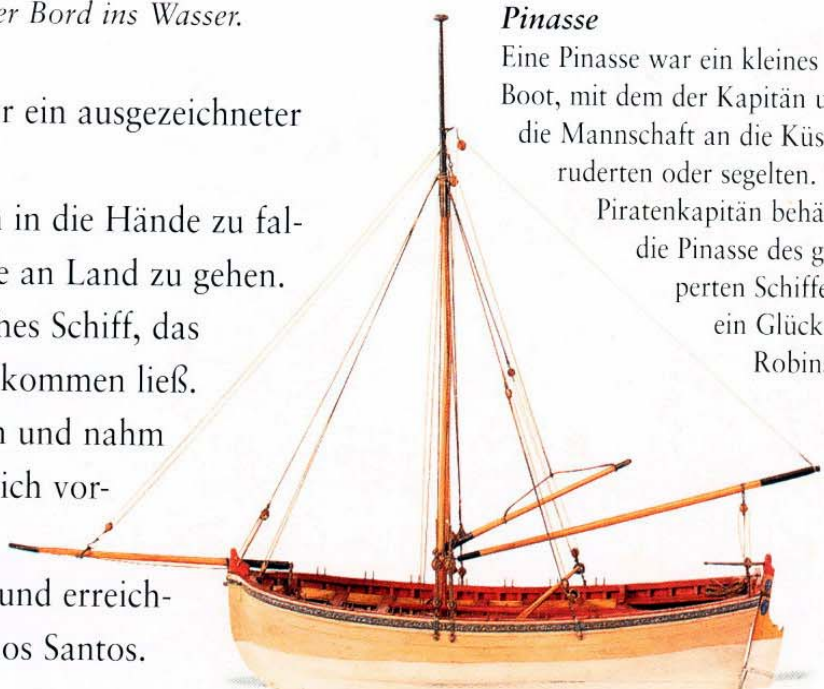 er Bord ins Wasser.
r ein ausgezeichneter
in die Hände zu fal-
e an Land zu gehen.
hes Schiff, das
kommen ließ.
und nahm
ich vor-
und erreich-
os Santos.
Pinasse
Eine Pinasse war ein kleines
Boot, mit dem der Kapitän u
die Mannschaft an die Küs
ruderten oder segelten.
Piratenkapitän behä
die Pinasse des g
perten Schiffe
ein Glück
Robins